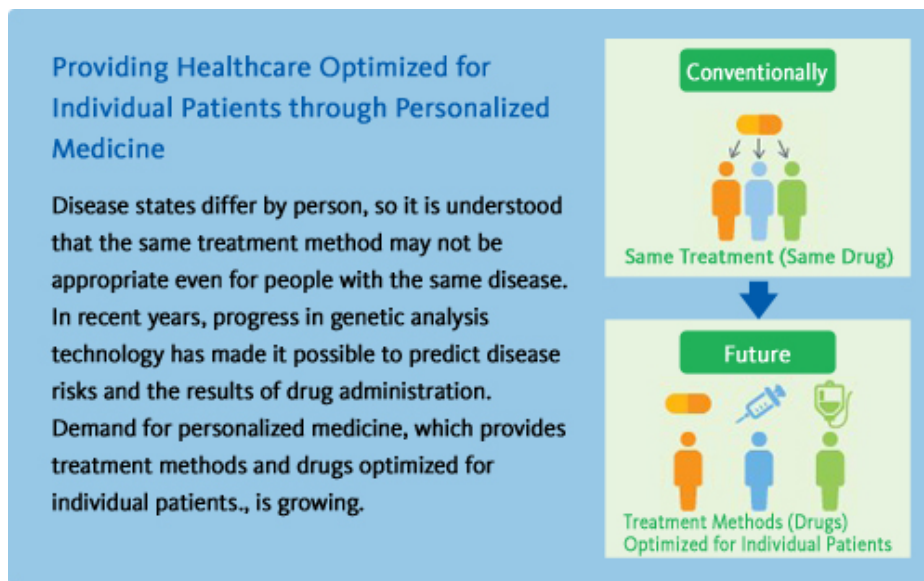 Providing Healthcare Optimized for
Individual Patients through Personalized
Medicine
Disease states differ by person, so it is understood
that the same treatment method may not be
appropriate even for people with the same disease.
In recent years, progress in genetic analysis
technology has made it possible to predict disease
risks and the results of drug administration.
Demand for personalized medicine, which provides
treatment methods and drugs optimized for
individual patients., is growing.
Conventionally
Same Treatment (Same Drug)
Future
Treatment Methods (Drugs)
Optimized for Individual Patients